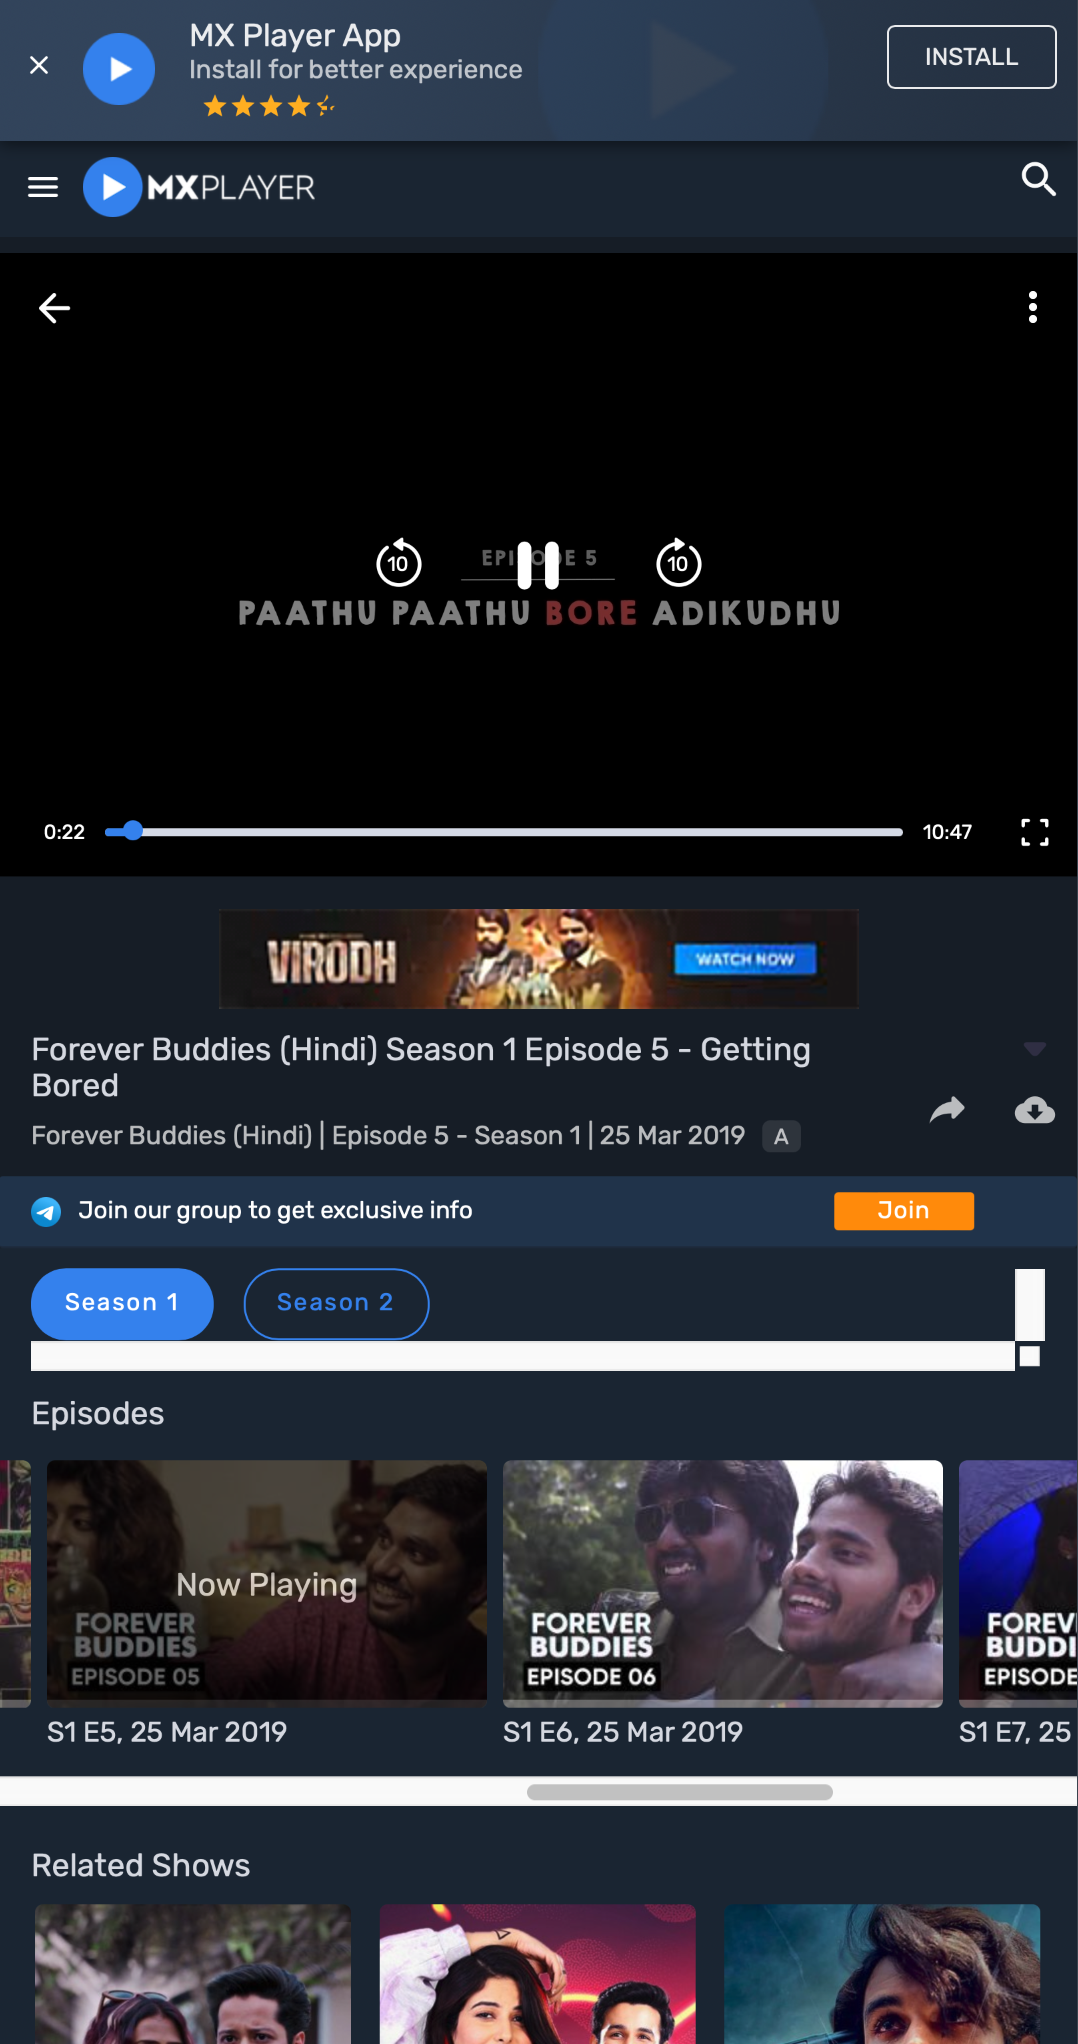 MX Player App
Install for better experience
INSTALL
MXPLAYER
10
EPISODE 5
10
PAATHU PAATHU BORE ADIKUDHU
0:22
10:47
VIRODH
WATCH NOW
Forever Buddies (Hindi) Season 1 Episode 5 - Getting
Bored
Forever Buddies (Hindi) | Episode 5 - Season 1 | 25 Mar 2019 A
Join our group to get exclusive info
Join
Season 1
Season 2
Episodes
Now Playing
FOREVER
BUDDIES
EPISODE 05
FOREVER
BUDDIES
EPISODE 06
FOREV
BUDDI
EPISODE
S1 E5, 25 Mar 2019
S1 E6, 25 Mar 2019
S1 E7, 25
Related Shows